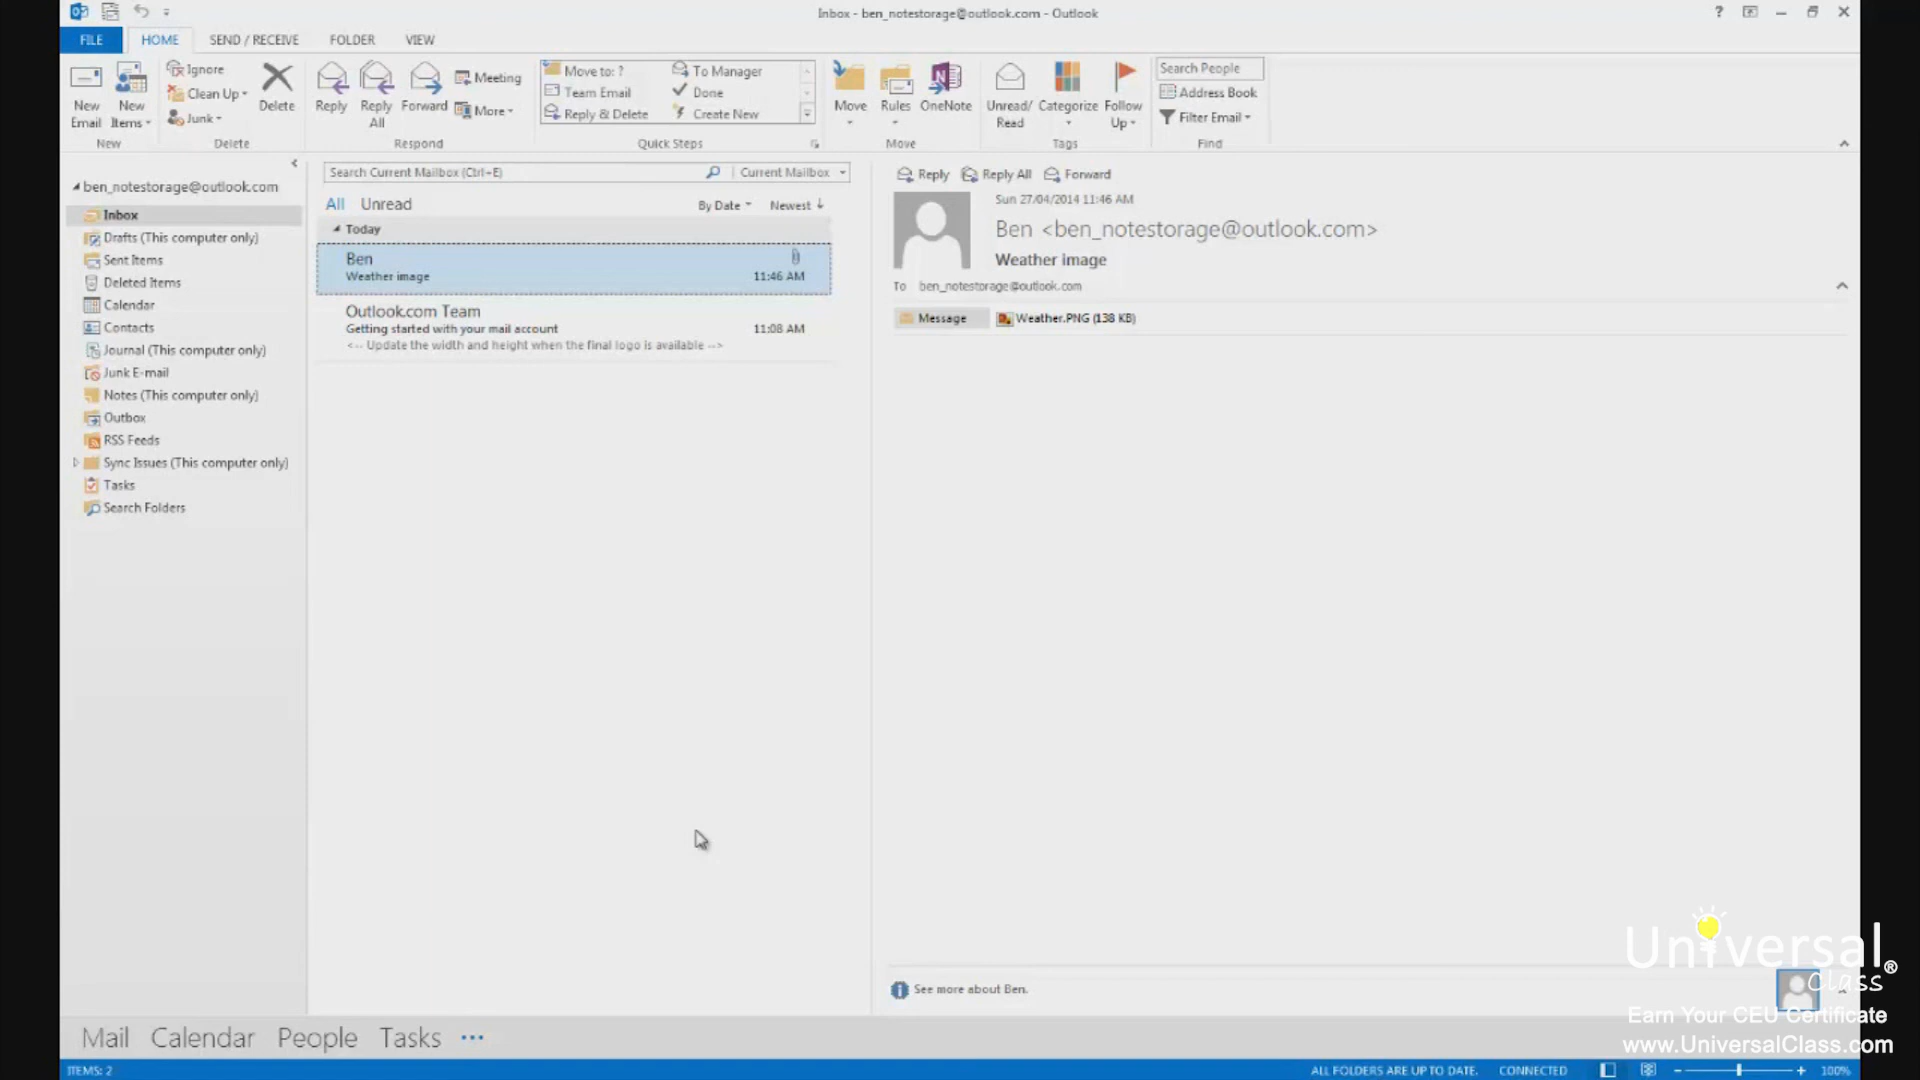 Inbox - ben_notestorage@outlook.com - Outlook
?
FILE HOME SEND / RECEIVE FOLDER VIEW
New Email
New Items
New
Ignore
Clean Up
Junk
Delete
Delete
Reply
Reply All
Forward
Meeting
More
Respond
Move to: ? To Manager
Team Email Done
Reply & Delete Create New
Quick Steps
Move
Rules
OneNote
Move
Unread/ Read
Categorize
Follow Up
Tags
Search People
Address Book
Filter Email
Find
ben_notestorage@outlook.com
Inbox
Drafts (This computer only)
Sent Items
Deleted Items
Calendar
Contacts
Journal (This computer only)
Junk E-mail
Notes (This computer only)
Outbox
RSS Feeds
Sync Issues (This computer only)
Tasks
Search Folders
Search Current Mailbox (Ctrl+E) Current Mailbox
All Unread By Date Newest
Today
Ben
Weather image 11:46 AM
Outlook.com Team
Getting started with your mail account 11:08 AM
<-- Update the width and height when the final logo is available -->
Reply Reply All Forward
Sun 27/04/2014 11:46 AM
Ben <ben_notestorage@outlook.com>
Weather image
To ben_notestorage@outlook.com
Message Weather.PNG (138 KB)
See more about Ben.
Mail Calendar People Tasks •••
ITEMS: 2 ALL FOLDERS ARE UP TO DATE. CONNECTED 100%
Universal®
Class
Earn Your CEU Certificate
www.UniversalClass.com